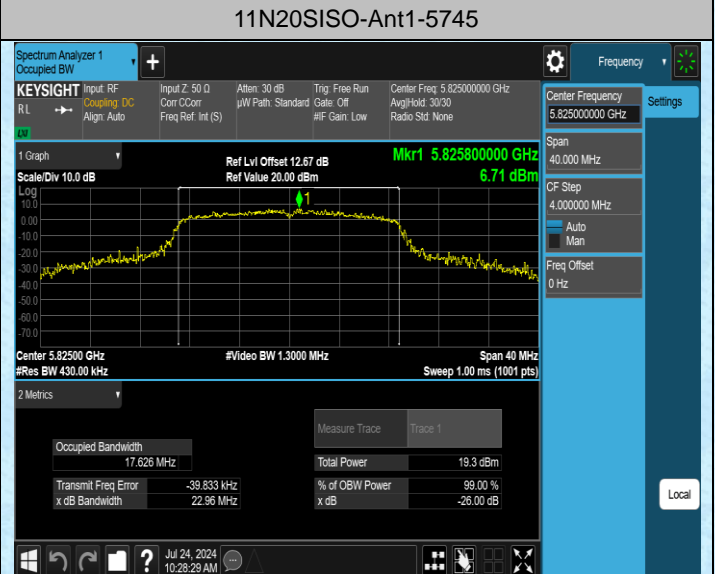 11N20SISO-Ant1-5745
Spectrum Analyzer 1
Occupied BW
Frequency
KEYSIGHT
RL
LXI
Input: RF
Coupling: DC
Align: Auto
Input Z: 50 Ω
Corr CCorr
Freq Ref: Int (S)
Atten: 30 dB
µW Path: Standard
Trig: Free Run
Gate: Off
#IF Gain: Low
Center Freq: 5.825000000 GHz
Avg|Hold: 30/30
Radio Std: None
1 Graph
Scale/Div 10.0 dB
Ref Lvl Offset 12.67 dB
Ref Value 20.00 dBm
Mkr1 5.825800000 GHz
6.71 dBm
Log
10.0
0.00
-10.0
-20.0
-30.0
-40.0
-50.0
-60.0
-70.0
1
Center 5.82500 GHz
#Video BW 1.3000 MHz
Span 40 MHz
#Res BW 430.00 kHz
Sweep 1.00 ms (1001 pts)
2 Metrics
Measure Trace Trace 1
Occupied Bandwidth
17.626 MHz
Total Power 19.3 dBm
Transmit Freq Error -39.833 kHz
% of OBW Power 99.00 %
x dB Bandwidth 22.96 MHz
x dB -26.00 dB
Center Frequency
5.825000000 GHz
Span
40.000 MHz
CF Step
4.000000 MHz
Auto
Man
Freq Offset
0 Hz
Settings
Local
Jul 24, 2024
10:28:29 AM